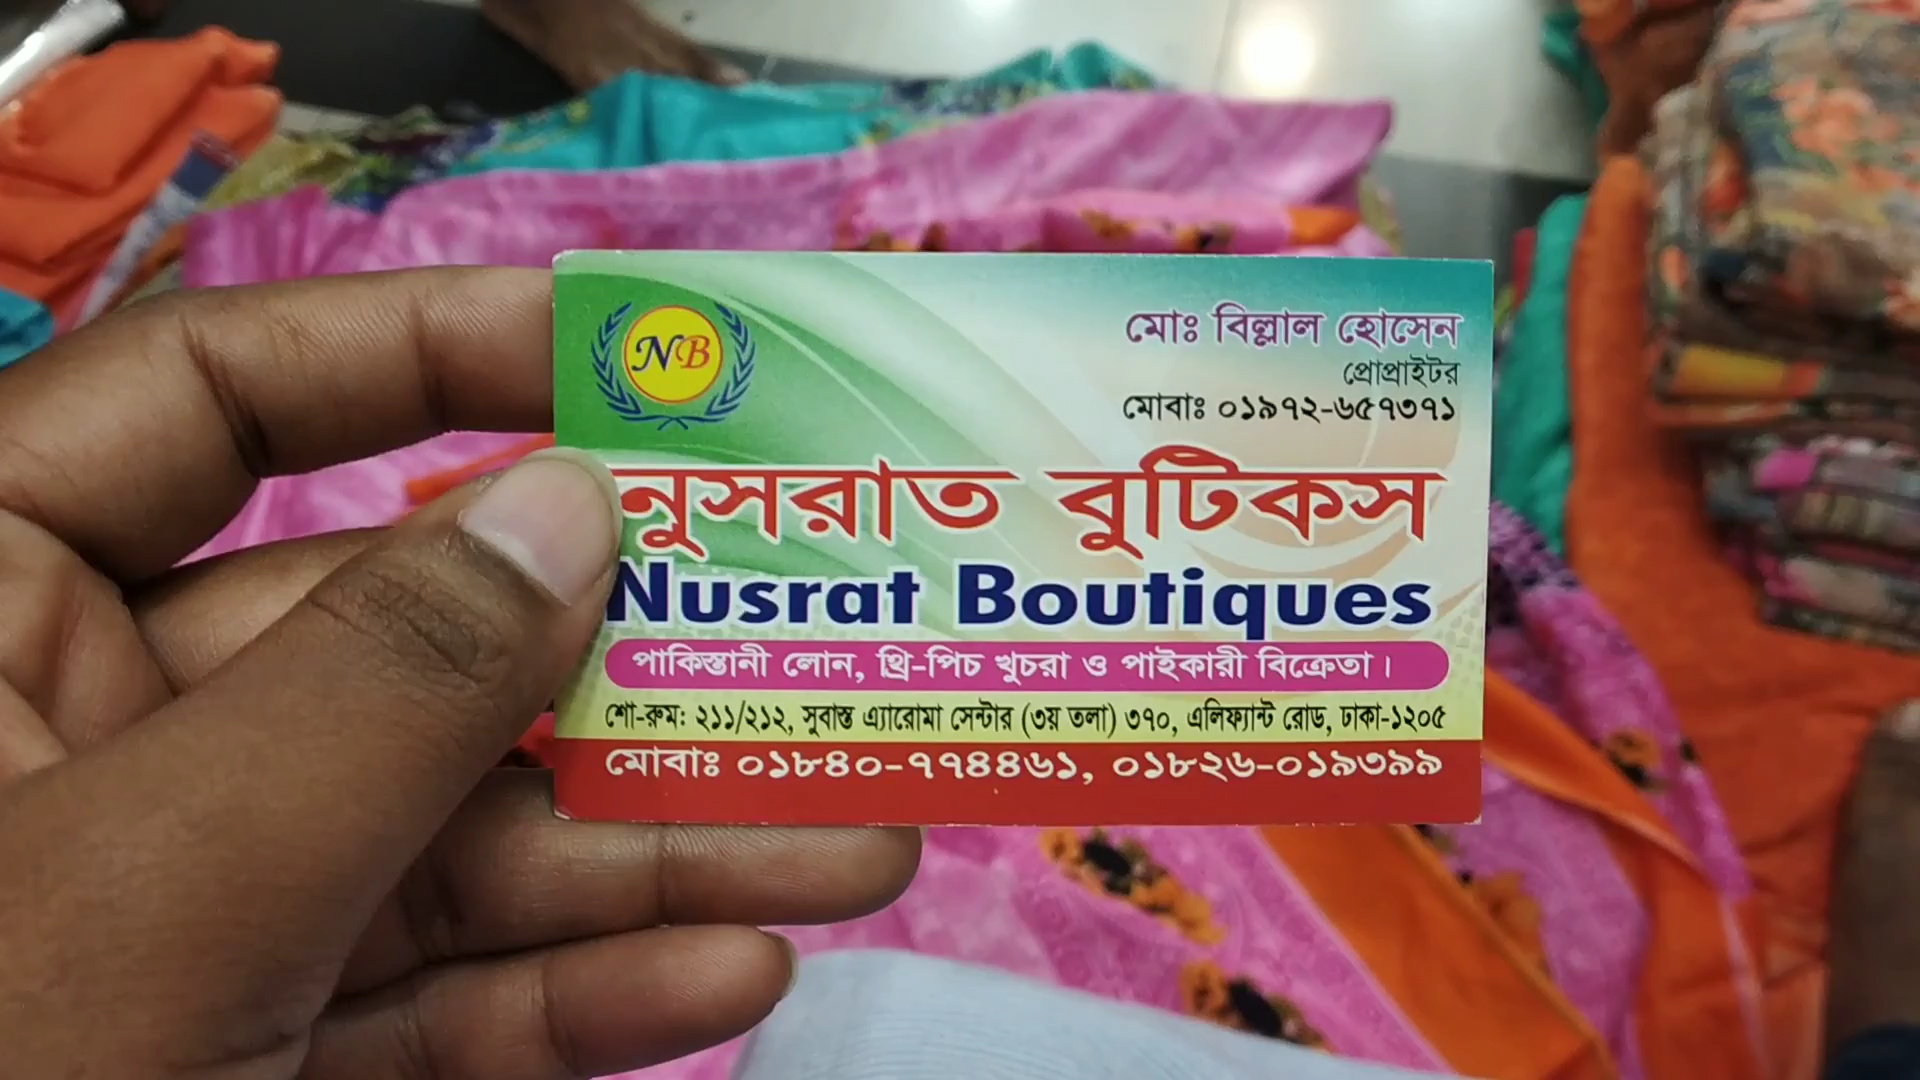 NB
মোঃ বিল্লাল হোসেন
প্রোপ্রাইটর
মোবাঃ ০১৯৭২-৬৫৭৩৭১
নুসরাত বুটিকস
Nusrat Boutiques
পাকিস্তানী লোন, থ্রি-পিচ খুচরা ও পাইকারী বিক্রেতা।
শো-রুম: ২১১/২১২, সুবাস্ত এ্যারোমা সেন্টার (৩য় তলা) ৩৭০, এলিফ্যান্ট রোড, ঢাকা-১২০৫
মোবাঃ ০১৮৪০-৭৭৪৪৬১, ০১৮২৬-০১৯৩৯৯